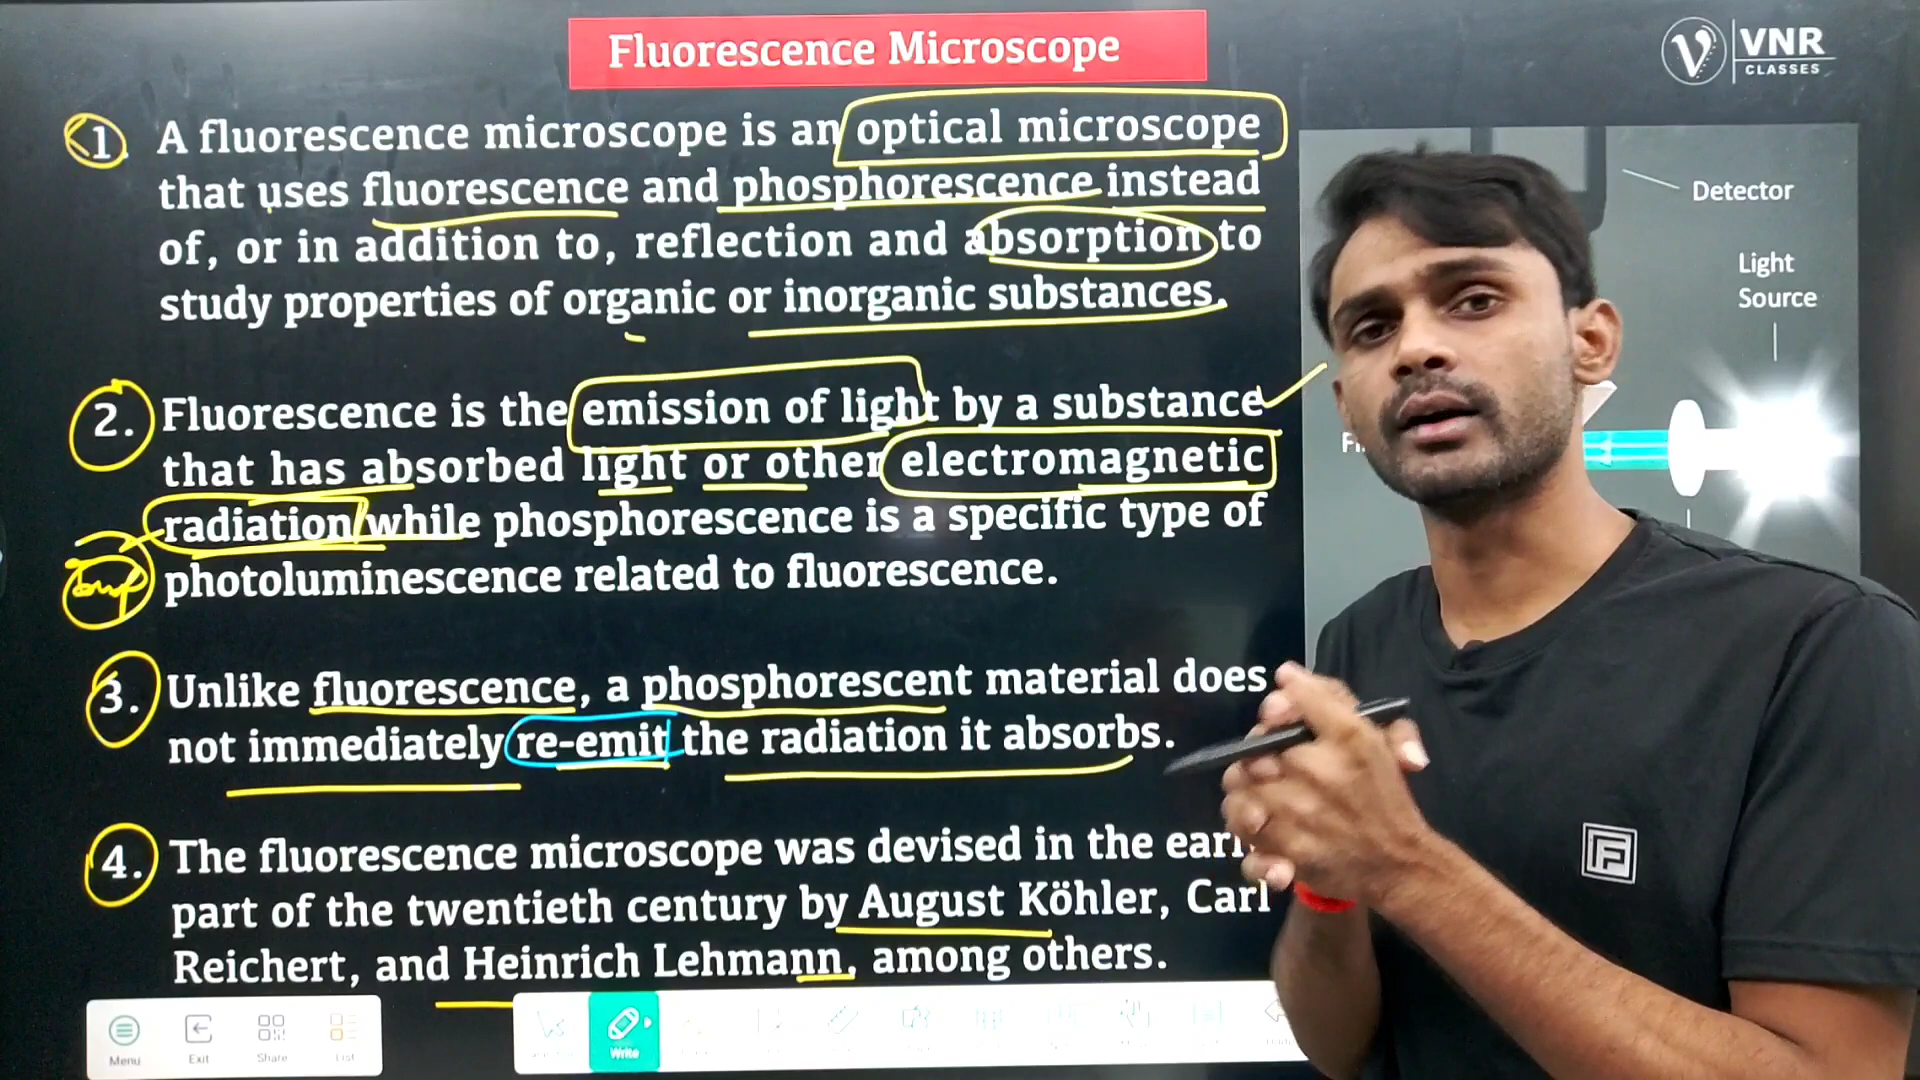 Fluorescence Microscope
VNR
CLASSES
1. A fluorescence microscope is an optical microscope
that uses fluorescence and phosphorescence instead
of, or in addition to, reflection and absorption to
study properties of organic or inorganic substances.
2. Fluorescence is the emission of light by a substance
that has absorbed light or other electromagnetic
radiation while phosphorescence is a specific type of
photoluminescence related to fluorescence.
3. Unlike fluorescence, a phosphorescent material does
not immediately re-emit the radiation it absorbs.
4. The fluorescence microscope was devised in the
part of the twentieth century by August Köhler, Carl
Reichert, and Heinrich Lehmann, among others.
Detector
Light
Source
Menu
Exit
Share
List
Write